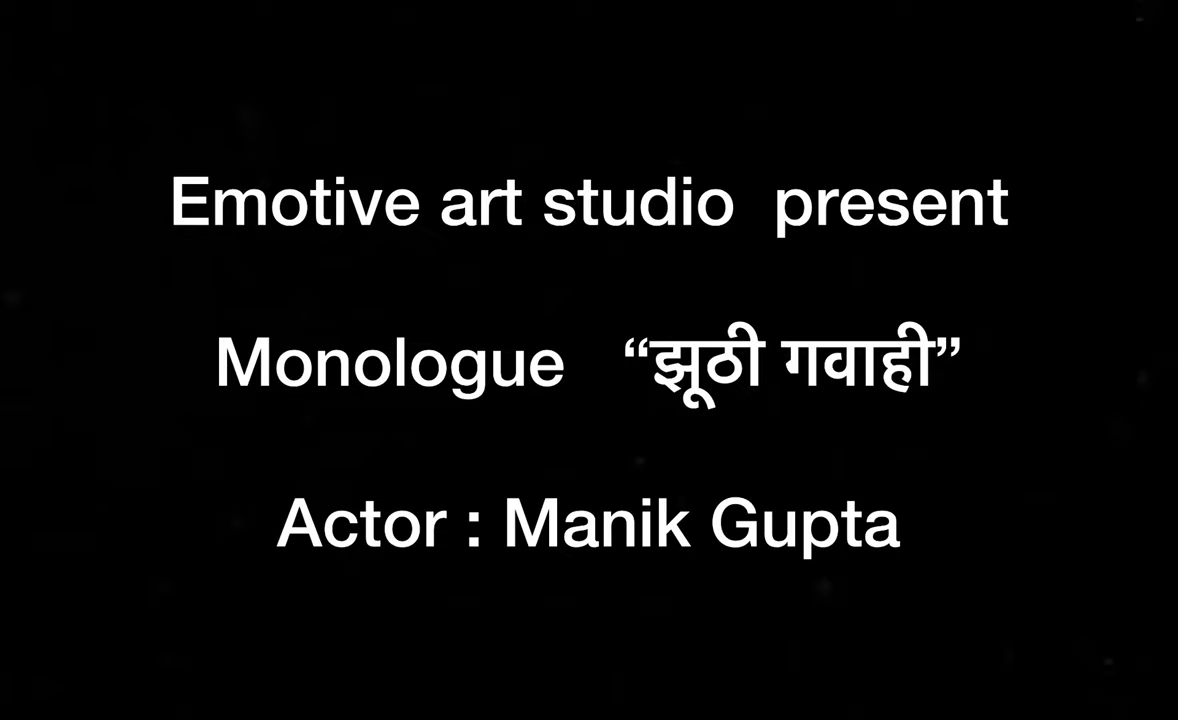 Emotive art studio  present
Monologue   “झूठी गवाही”
Actor : Manik Gupta